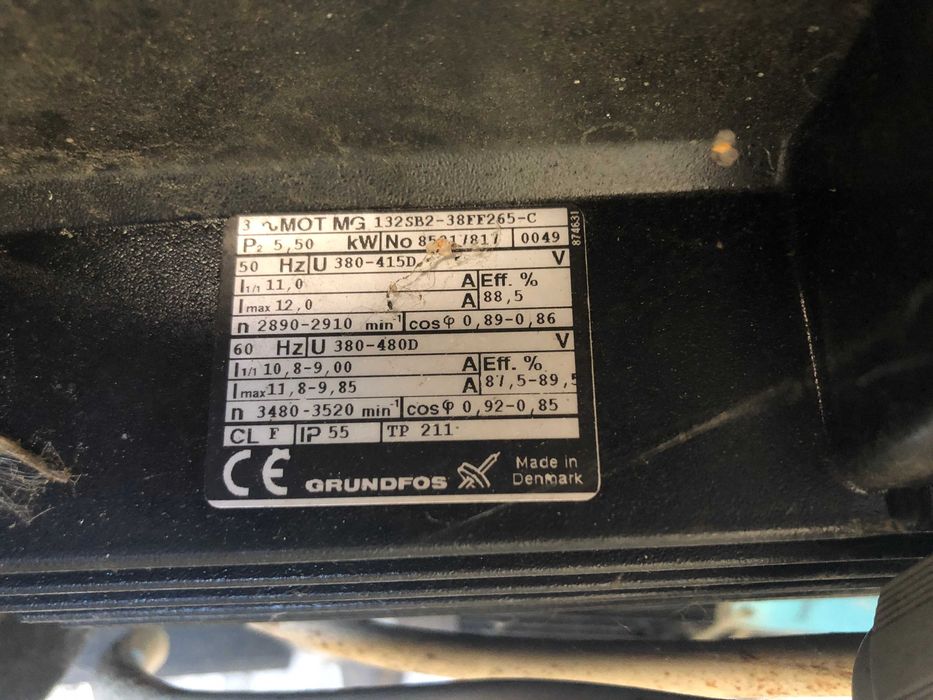 3 ~MOT MG 132SB2-38FF265-C
P2 5,50 kW No 817 0049
874631
50 Hz U 380-415D V
I1/1 11,0 A Eff. %
Imax 12,0 A 88,5
n 2890-2910 min-1 cosφ 0,89-0,86
60 Hz U 380-480D V
I1/1 10,8-9,00 A Eff. %
Imax 11,8-9,85 A 87,5-89,5
n 3480-3520 min-1 cosφ 0,92-0,85
CL F IP 55 TP 211
CE GRUNDFOS Made in
Denmark